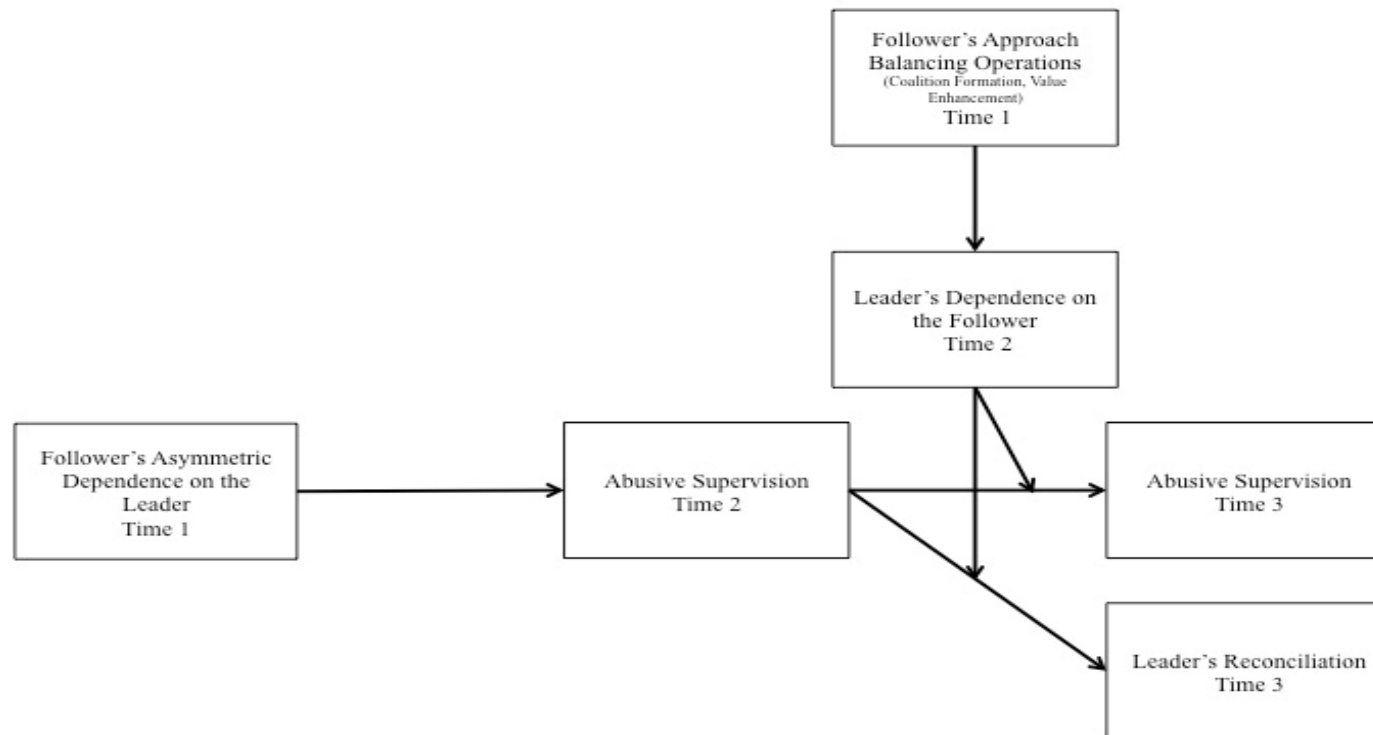 Follower’s Approach
Balancing Operations
(Coalition Formation, Value
Enhancement)
Time 1
Leader’s Dependence on
the Follower
Time 2
Follower’s Asymmetric
Dependence on the
Leader
Time 1
Abusive Supervision
Time 2
Abusive Supervision
Time 3
Leader’s Reconciliation
Time 3